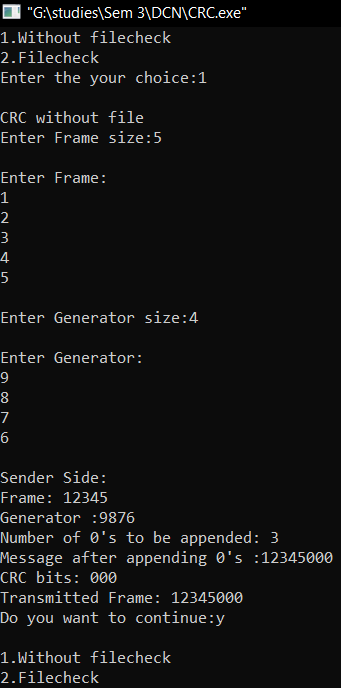 "G:\studies\Sem 3\DCN\CRC.exe"
1.Without filecheck
2.Filecheck
Enter the your choice:1
CRC without file
Enter Frame size:5
Enter Frame:
1
2
3
4
5
Enter Generator size:4
Enter Generator:
9
8
7
6
Sender Side:
Frame: 12345
Generator :9876
Number of 0's to be appended: 3
Message after appending 0's :12345000
CRC bits: 000
Transmitted Frame: 12345000
Do you want to continue:y
1.Without filecheck
2.Filecheck